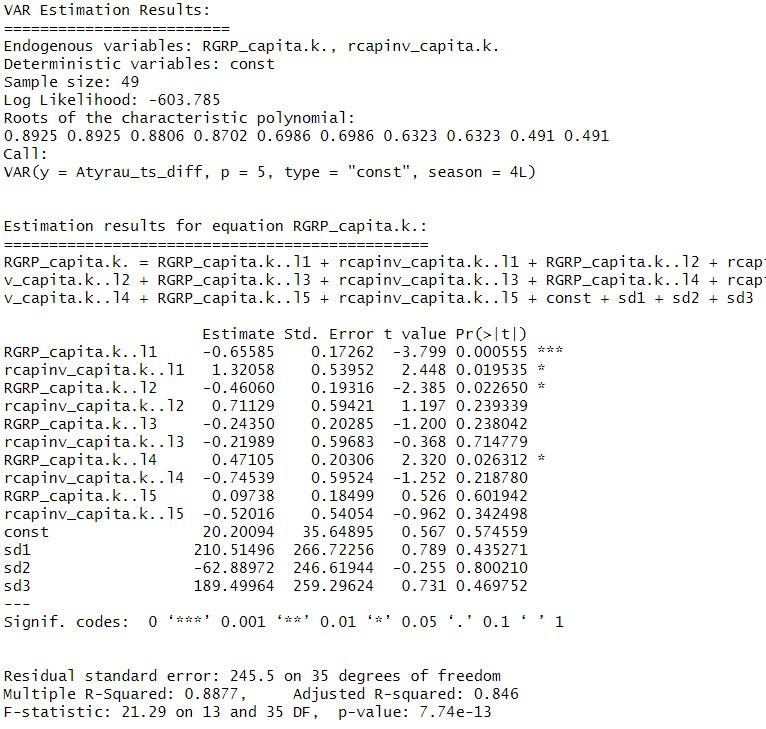 VAR Estimation Results:
=========================
Endogenous variables: RGRP_capita.k., rcapinv_capita.k.
Deterministic variables: const
Sample size: 49
Log Likelihood: -603.785
Roots of the characteristic polynomial:
0.8925 0.8925 0.8806 0.8702 0.6986 0.6986 0.6323 0.6323 0.491 0.491
Call:
VAR(y = Atyrau_ts_diff, p = 5, type = "const", season = 4L)

Estimation results for equation RGRP_capita.k.:
===============================================
RGRP_capita.k. = RGRP_capita.k..l1 + rcapinv_capita.k..l1 + RGRP_capita.k..l2 + rcapi
v_capita.k..l2 + RGRP_capita.k..l3 + rcapinv_capita.k..l3 + RGRP_capita.k..l4 + rcapi
v_capita.k..l4 + RGRP_capita.k..l5 + rcapinv_capita.k..l5 + const + sd1 + sd2 + sd3

Estimate Std. Error t value Pr(>|t|)
RGRP_capita.k..l1 -0.65585 0.17262 -3.799 0.000555 ***
rcapinv_capita.k..l1 1.32058 0.53952 2.448 0.019535 *
RGRP_capita.k..l2 -0.46060 0.19316 -2.385 0.022650 *
rcapinv_capita.k..l2 0.71129 0.59421 1.197 0.239339
RGRP_capita.k..l3 -0.24350 0.20285 -1.200 0.238042
rcapinv_capita.k..l3 -0.21989 0.59683 -0.368 0.714779
RGRP_capita.k..l4 0.47105 0.20306 2.320 0.026312 *
rcapinv_capita.k..l4 -0.74539 0.59524 -1.252 0.218780
RGRP_capita.k..l5 0.09738 0.18499 0.526 0.601942
rcapinv_capita.k..l5 -0.52016 0.54054 -0.962 0.342498
const 20.20094 35.64895 0.567 0.574559
sd1 210.51496 266.72256 0.789 0.435271
sd2 -62.88972 246.61944 -0.255 0.800210
sd3 189.49964 259.29624 0.731 0.469752
---
Signif. codes: 0 ‘***’ 0.001 ‘**’ 0.01 ‘*’ 0.05 ‘.’ 0.1 ‘ ’ 1

Residual standard error: 245.5 on 35 degrees of freedom
Multiple R-Squared: 0.8877, Adjusted R-squared: 0.846
F-statistic: 21.29 on 13 and 35 DF, p-value: 7.74e-13